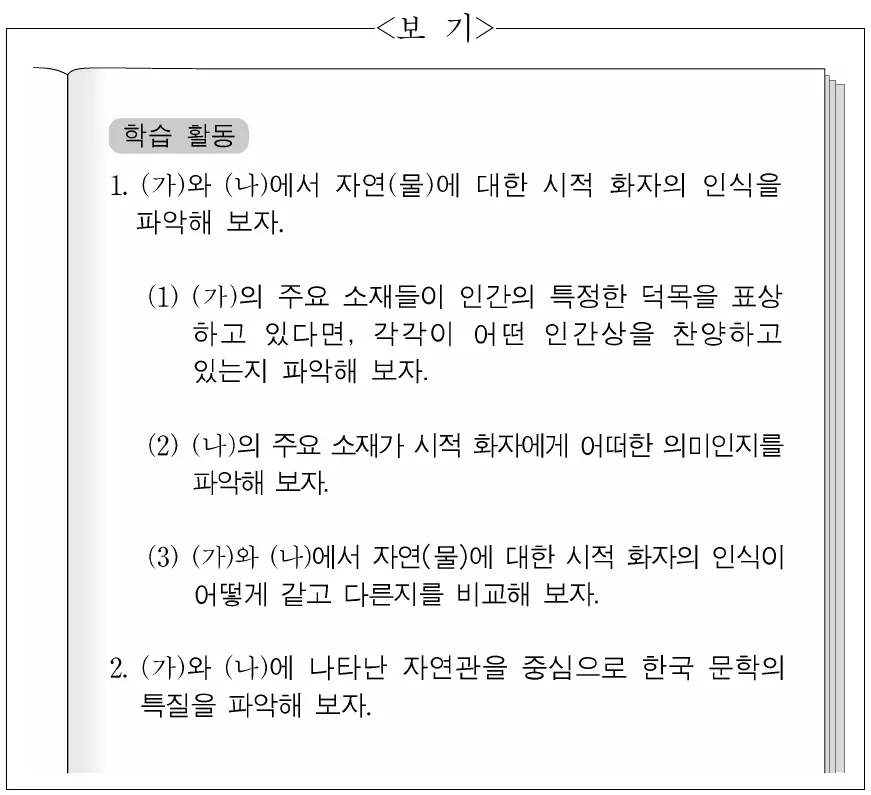 <보 기>
학습 활동
1. (가)와 (나)에서 자연(물)에 대한 시적 화자의 인식을
파악해 보자.
(1) (가)의 주요 소재들이 인간의 특정한 덕목을 표상
하고 있다면, 각각이 어떤 인간상을 찬양하고
있는지 파악해 보자.
(2) (나)의 주요 소재가 시적 화자에게 어떠한 의미인지를
파악해 보자.
(3) (가)와 (나)에서 자연(물)에 대한 시적 화자의 인식이
어떻게 같고 다른지를 비교해 보자.
2. (가)와 (나)에 나타난 자연관을 중심으로 한국 문학의
특질을 파악해 보자.